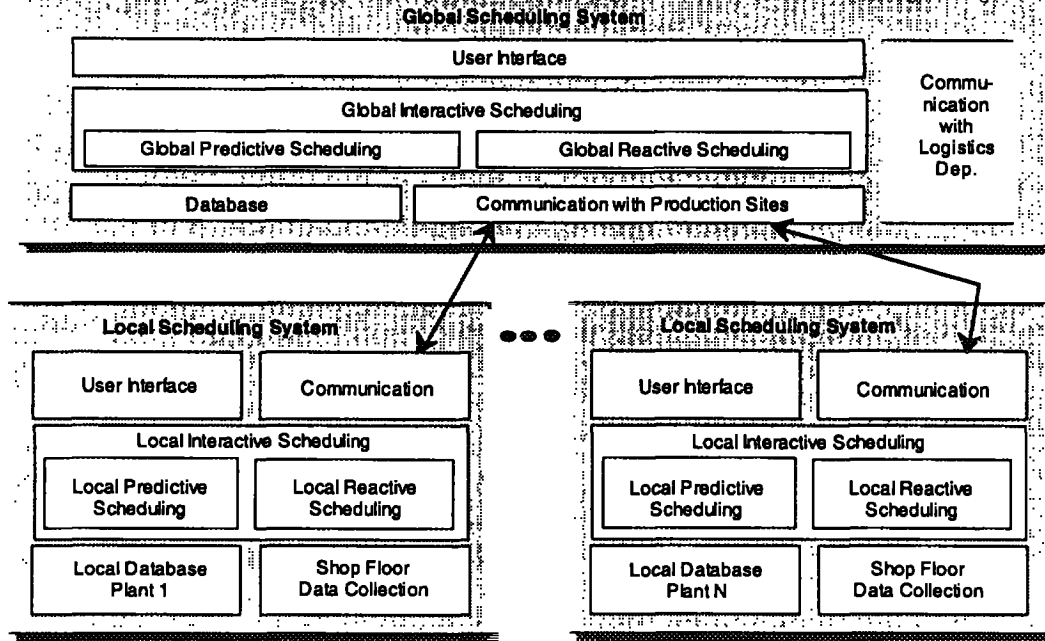 Global Scheduling System
User Interface
Global Interactive Scheduling
Global Predictive Scheduling
Global Reactive Scheduling
Database
Communication with Production Sites
Commu-
nication
with
Logistics
Dep.
Local Scheduling System
User Interface
Communication
Local Interactive Scheduling
Local Predictive
Scheduling
Local Reactive
Scheduling
Local Database
Plant 1
Shop Floor
Data Collection
Local Scheduling System
User Interface
Communication
Local Interactive Scheduling
Local Predictive
Scheduling
Local Reactive
Scheduling
Local Database
Plant N
Shop Floor
Data Collection